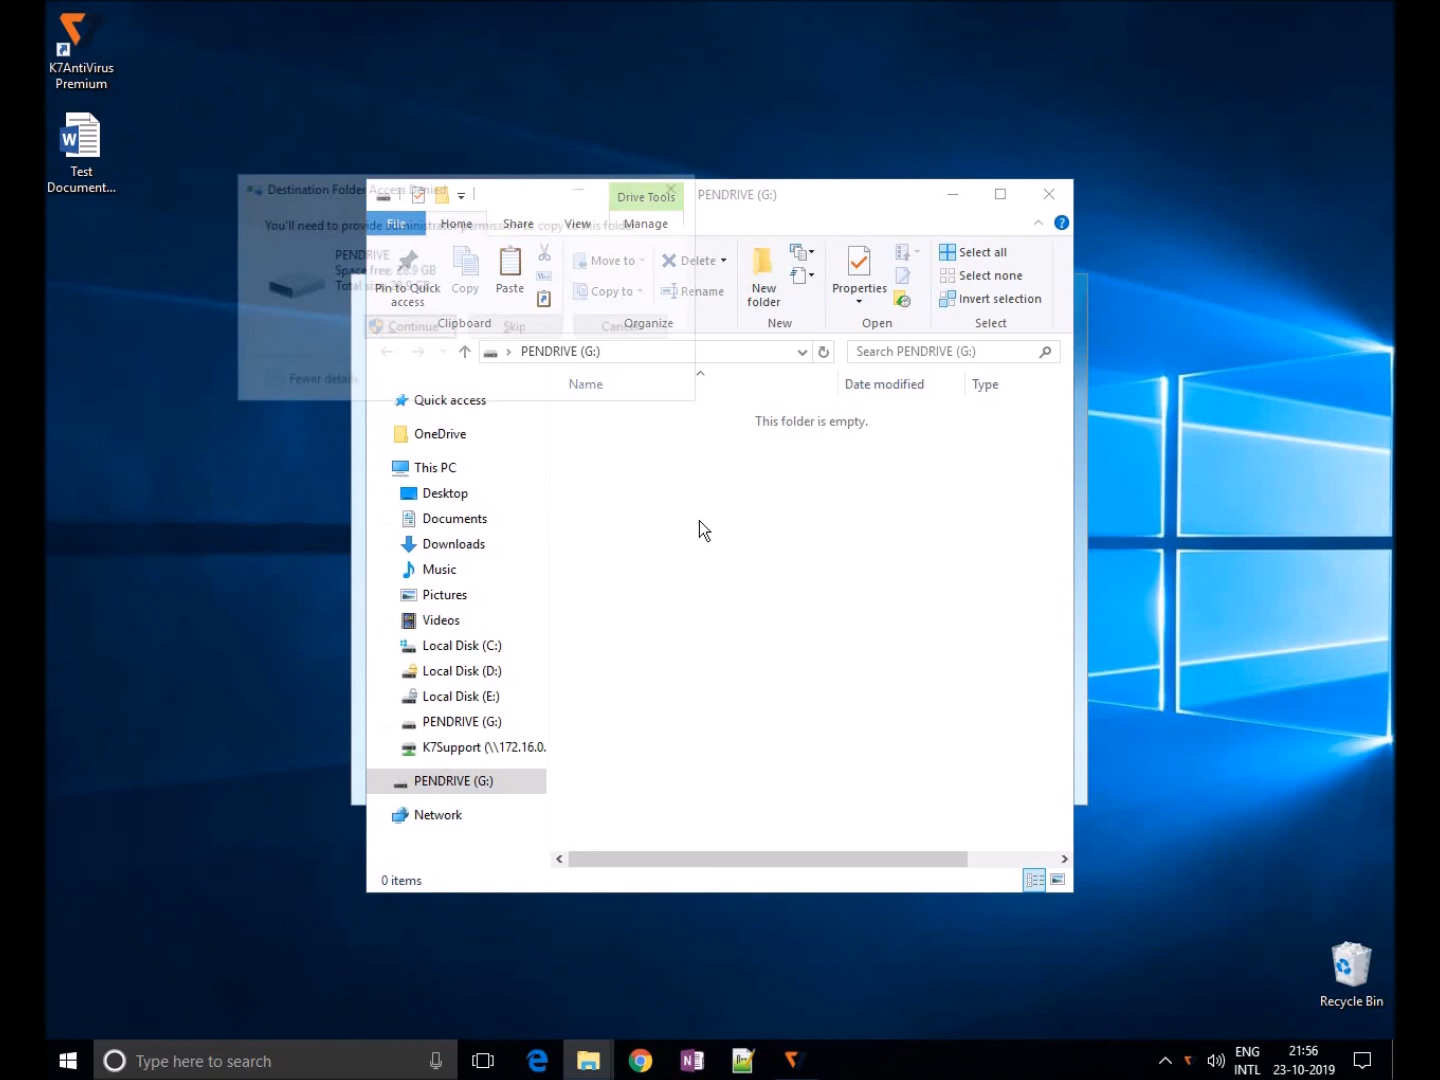 K7AntiVirus
Premium
Test
Document...
Destination Folder Access Denied
You'll need to provide administrator permission to copy to this folder
PENDRIVE
Space free: 28.9 GB
Continue
Skip
Cancel
Fewer details
Drive Tools
PENDRIVE (G:)
File
Home
Share
View
Manage
Pin to Quick
access
Copy
Paste
Clipboard
Move to
Copy to
Delete
Rename
Organize
New
folder
New
Properties
Open
Select all
Select none
Invert selection
Select
PENDRIVE (G:)
Search PENDRIVE (G:)
Name
Date modified
Type
This folder is empty.
Quick access
OneDrive
This PC
Desktop
Documents
Downloads
Music
Pictures
Videos
Local Disk (C:)
Local Disk (D:)
Local Disk (E:)
PENDRIVE (G:)
K7Support (\\172.16.0.
PENDRIVE (G:)
Network
0 items
Recycle Bin
Type here to search
ENG
INTL
21:56
23-10-2019